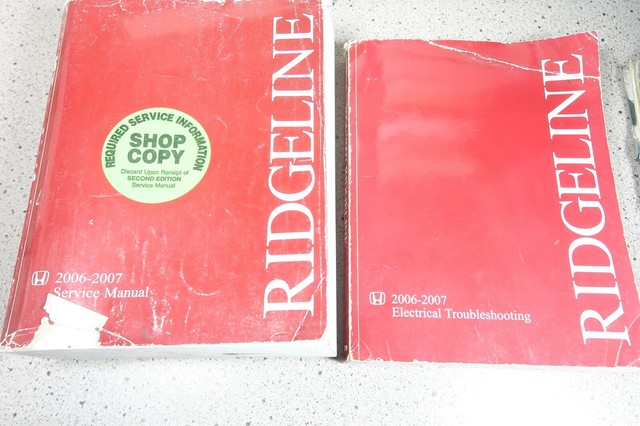 REQUIRED SERVICE INFORMATION
SHOP
COPY
Discard Upon Receipt of
SECOND EDITION
Service Manual
RIDGELINE
2006-2007
Service Manual
RIDGELINE
2006-2007
Electrical Troubleshooting